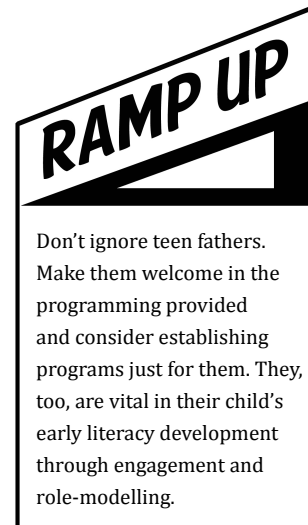 RAMP UP
Don’t ignore teen fathers.
Make them welcome in the
programming provided
and consider establishing
programs just for them. They,
too, are vital in their child’s
early literacy development
through engagement and
role-modelling.